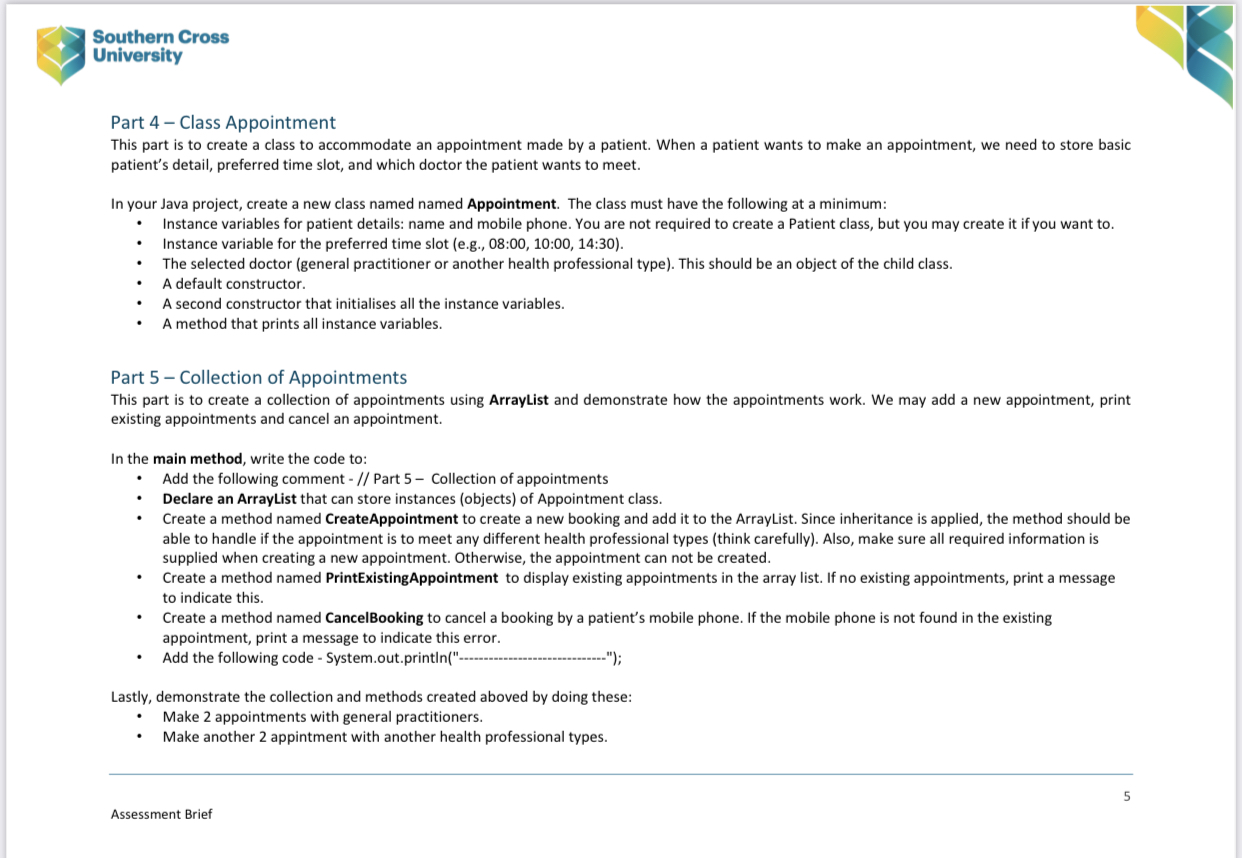 Southern Cross
University
Part 4 – Class Appointment
This part is to create a class to accommodate an appointment made by a patient. When a patient wants to make an appointment, we need to store basic
patient's detail, preferred time slot, and which doctor the patient wants to meet.
In your Java project, create a new class named named Appointment. The class must have the following at a minimum:
• Instance variables for patient details: name and mobile phone. You are not required to create a Patient class, but you may create it if you want to.
• Instance variable for the preferred time slot (e.g., 08:00, 10:00, 14:30).
• The selected doctor (general practitioner or another health professional type). This should be an object of the child class.
• A default constructor.
• A second constructor that initialises all the instance variables.
• A method that prints all instance variables.
Part 5 – Collection of Appointments
This part is to create a collection of appointments using ArrayList and demonstrate how the appointments work. We may add a new appointment, print
existing appointments and cancel an appointment.
In the main method, write the code to:
• Add the following comment - // Part 5 – Collection of appointments
• Declare an ArrayList that can store instances (objects) of Appointment class.
• Create a method named CreateAppointment to create a new booking and add it to the ArrayList. Since inheritance is applied, the method should be
able to handle if the appointment is to meet any different health professional types (think carefully). Also, make sure all required information is
supplied when creating a new appointment. Otherwise, the appointment can not be created.
• Create a method named PrintExistingAppointment to display existing appointments in the array list. If no existing appointments, print a message
to indicate this.
• Create a method named CancelBooking to cancel a booking by a patient's mobile phone. If the mobile phone is not found in the existing
appointment, print a message to indicate this error.
• Add the following code - System.out.println("------------------------------");
Lastly, demonstrate the collection and methods created aboved by doing these:
• Make 2 appointments with general practitioners.
• Make another 2 appintment with another health professional types.
5
Assessment Brief